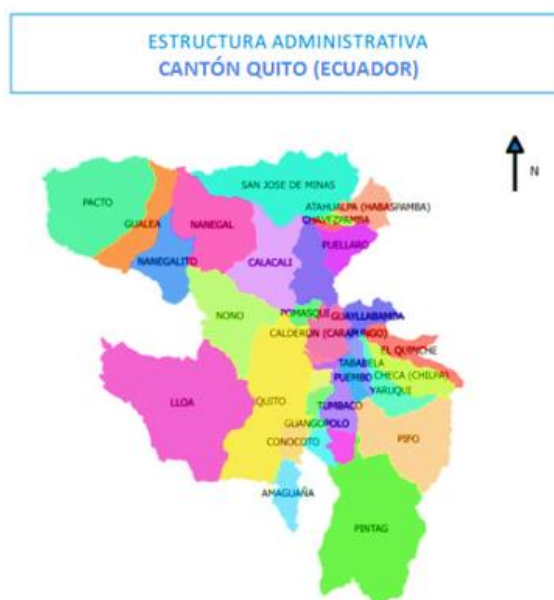 ESTRUCTURA ADMINISTRATIVA
CANTÓN QUITO (ECUADOR)
N
SAN JOSE DE MINAS
PACTO
ATAHUALPA (HABASPAMBA)
CHAVEZPAMBA
GUALEA
NANEGAL
PUELLARO
NANEGALITO
CALACALI
POMASQUI
GUAYLLABAMBA
NONO
CALDERON (CARAPUNGO)
EL QUINCHE
TABABELA
CHECA (CHILPA)
PUEMBO
YARUQUI
LLOA
QUITO
TUMBACO
GUANGOPOLO
CONOCOTO
PIFO
AMAGUAÑA
PINTAG